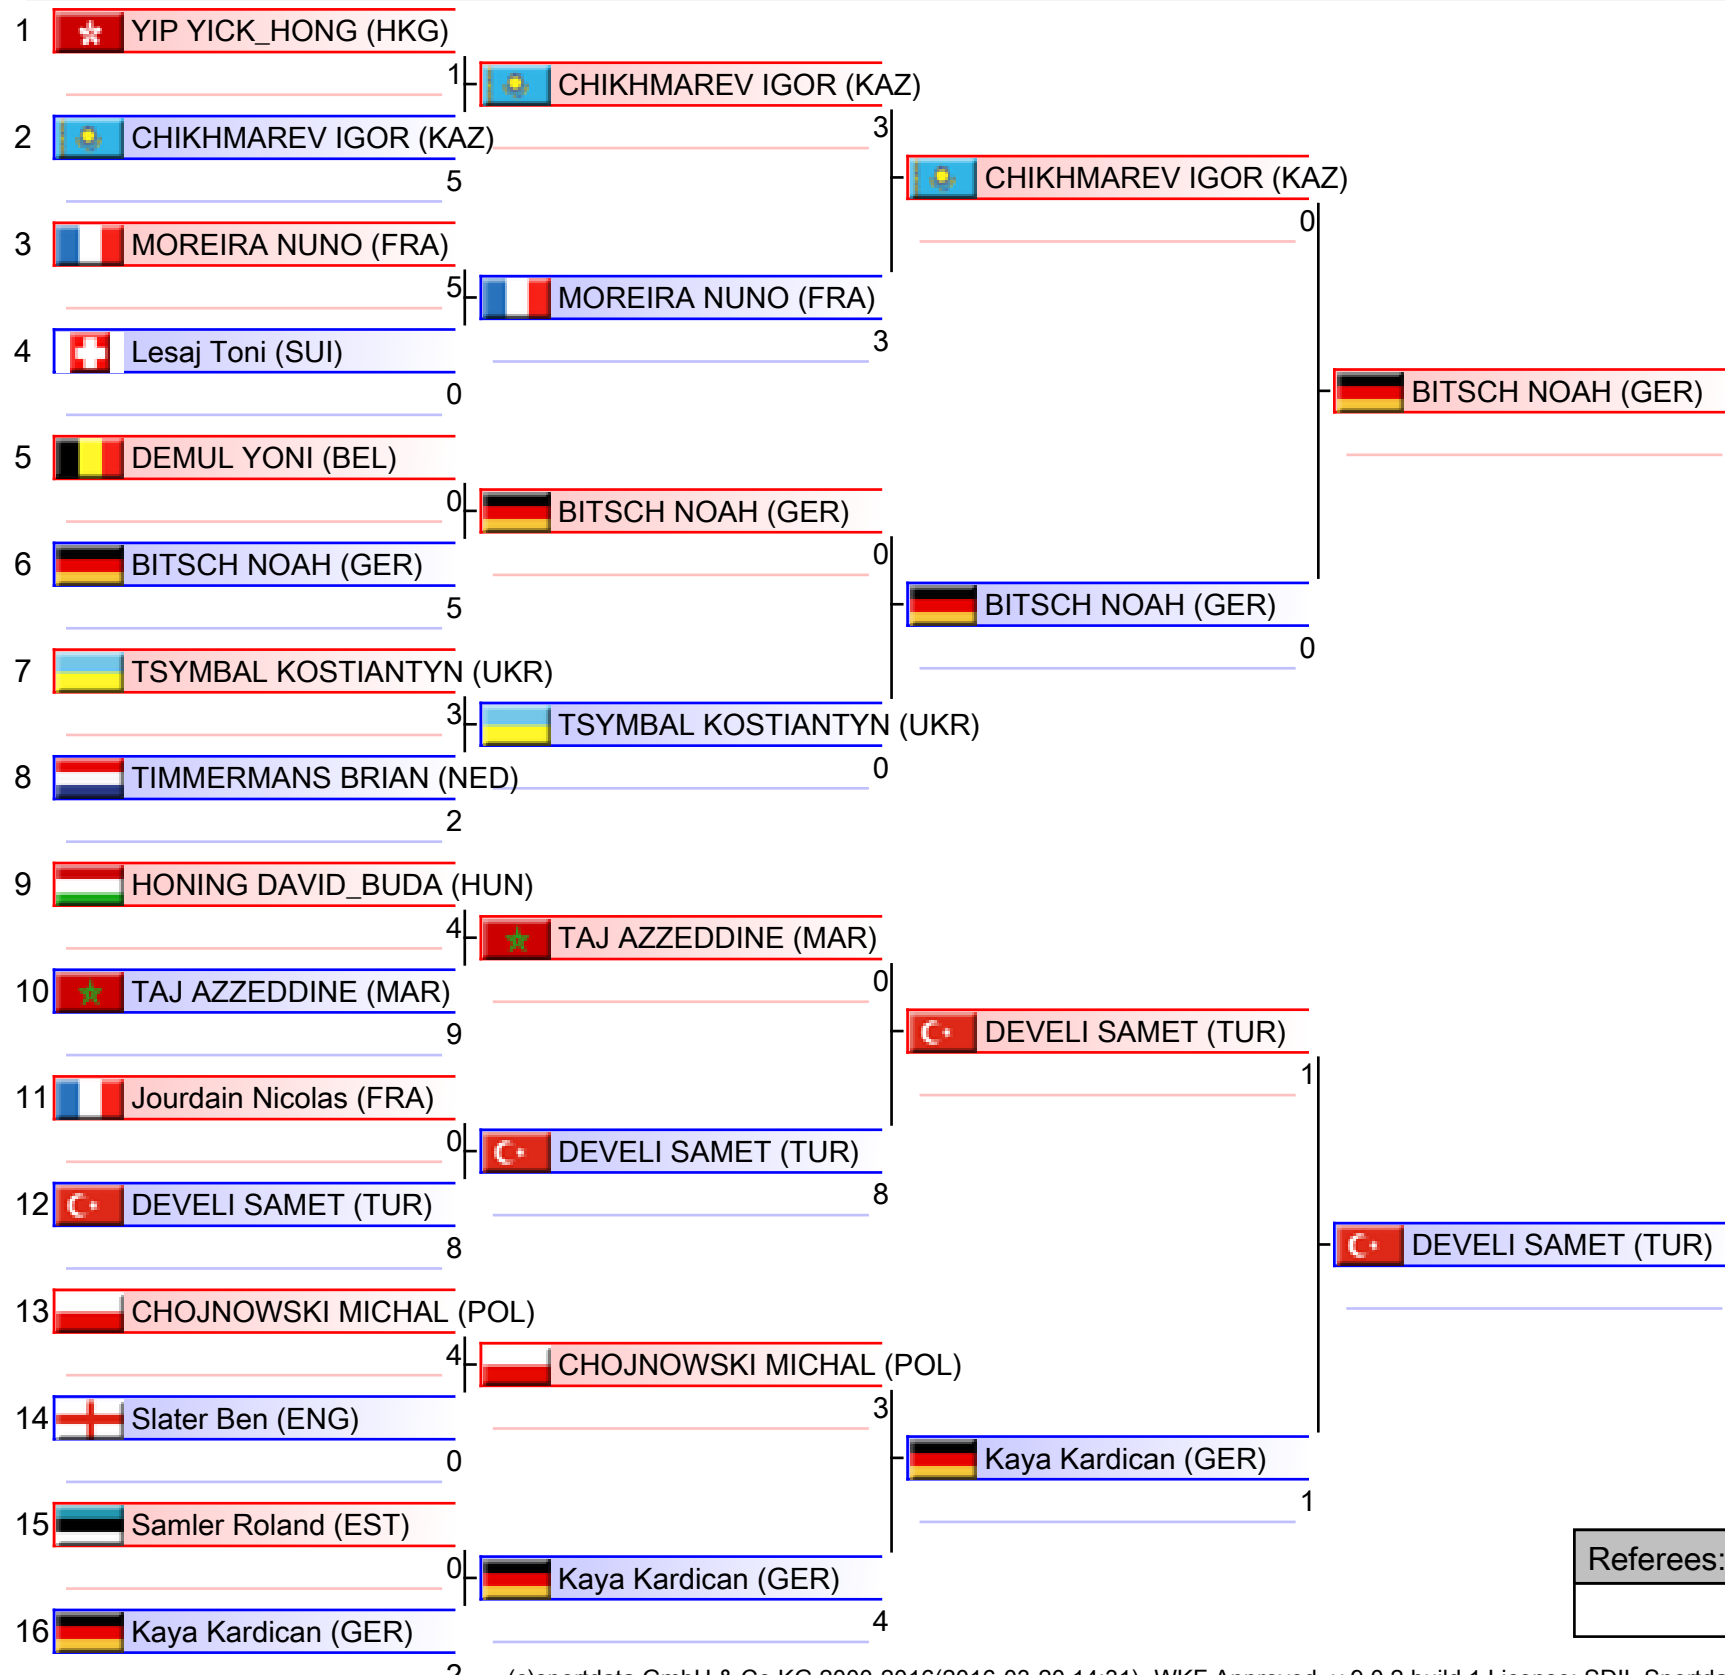 1 YIP YICK_HONG (HKG)
1
2 CHIKHMAREV IGOR (KAZ)
5
3 MOREIRA NUNO (FRA)
5
4 Lesaj Toni (SUI)
0
5 DEMUL YONI (BEL)
0
6 BITSCH NOAH (GER)
5
7 TSYMBAL KOSTIANTYN (UKR)
3
8 TIMMERMANS BRIAN (NED)
2
9 HONING DAVID_BUDA (HUN)
4
10 TAJ AZZEDDINE (MAR)
9
11 Jourdain Nicolas (FRA)
0
12 DEVELI SAMET (TUR)
8
13 CHOJNOWSKI MICHAL (POL)
4
14 Slater Ben (ENG)
0
15 Samler Roland (EST)
0
16 Kaya Kardican (GER)
2
CHIKHMAREV IGOR (KAZ)
3
MOREIRA NUNO (FRA)
3
BITSCH NOAH (GER)
0
TSYMBAL KOSTIANTYN (UKR)
0
TAJ AZZEDDINE (MAR)
0
DEVELI SAMET (TUR)
8
CHOJNOWSKI MICHAL (POL)
3
Kaya Kardican (GER)
4
CHIKHMAREV IGOR (KAZ)
0
BITSCH NOAH (GER)
0
DEVELI SAMET (TUR)
1
Kaya Kardican (GER)
1
BITSCH NOAH (GER)
DEVELI SAMET (TUR)
Referees: